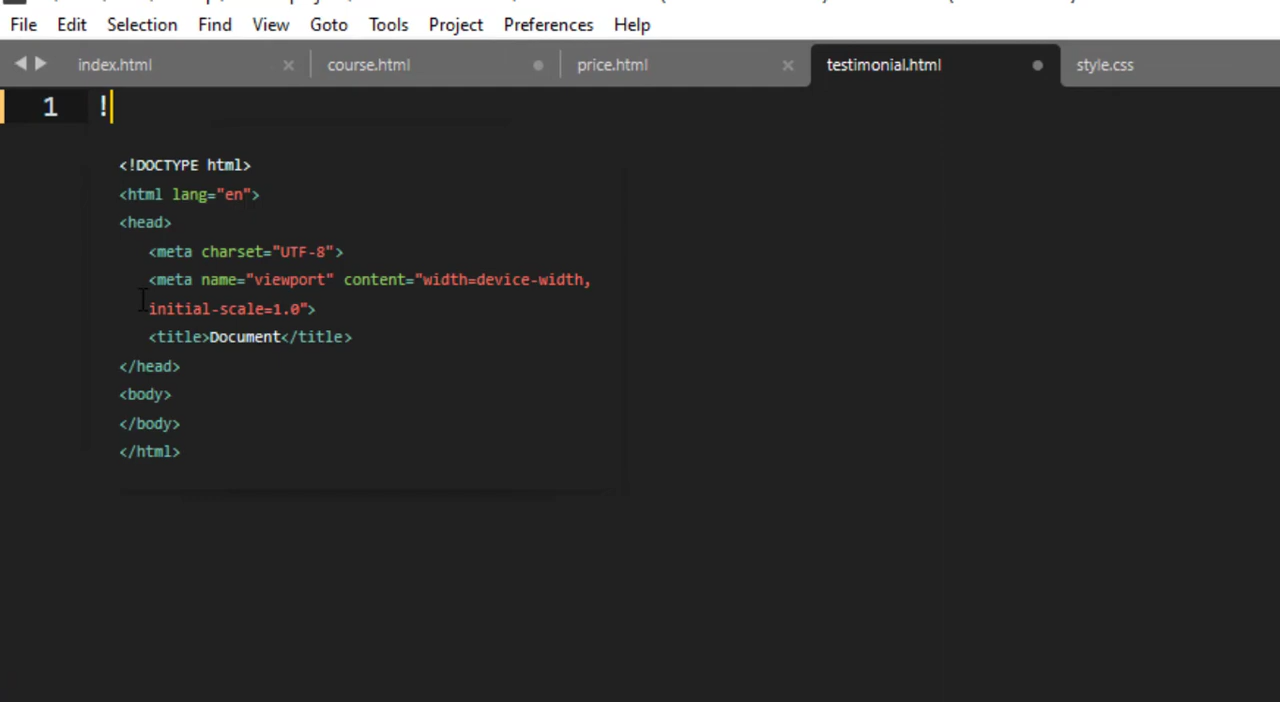 File Edit Selection Find View Goto Tools Project Preferences Help
index.html course.html price.html testimonial.html style.css
1 !
<!DOCTYPE html>
<html lang="en">
<head>
<meta charset="UTF-8">
<meta name="viewport" content="width=device-width,
initial-scale=1.0">
<title>Document</title>
</head>
<body>
</body>
</html>